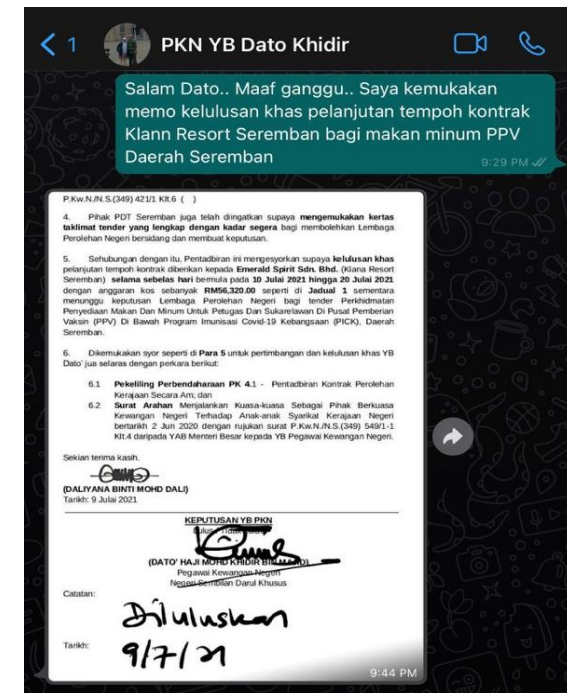 1
PKN YB Dato Khidir
Salam Dato.. Maaf ganggu.. Saya kemukakan
memo kelulusan khas pelanjutan tempoh kontrak
Klann Resort Seremban bagi makan minum PPV
Daerah Seremban
9:29 PM
P.Kw.N./N.S.(349) 421/1 Klt.6 ( )
4. Pihak PDT Seremban juga telah diingatkan supaya mengemukakan kertas
taklimat tender yang lengkap dengan kadar segera bagi membolehkan Lembaga
Perolehan Negeri bersidang dan membuat keputusan.
5. Sehubungan dengan itu, Pentadbiran ini mengesyorkan supaya kelulusan khas
pelanjutan tempoh kontrak diberikan kepada Emerald Spirit Sdn. Bhd. (Klana Resort
Seremban) selama sebelas hari bermula pada 10 Julai 2021 hingga 20 Julai 2021
dengan anggaran kos sebanyak RM56,320.00 seperti di Jadual 1 sementara
menunggu keputusan Lembaga Perolehan Negeri bagi tender Perkhidmatan
Penyediaan Makan Dan Minum Untuk Petugas Dan Sukarelawan Di Pusat Pemberian
Vaksin (PPV) Di Bawah Program Imunisasi Covid-19 Kebangsaan (PICK), Daerah
Seremban.
6. Dikemukakan syor seperti di Para 5 untuk pertimbangan dan kelulusan khas YB
Dato' jua selaras dengan perkara berikut:
6.1 Pekeliling Perbendaharaan PK 4.1 - Pentadbiran Kontrak Perolehan
Kerajaan Secara Am; dan
6.2 Surat Arahan Menjalankan Kuasa-kuasa Sebagai Pihak Berkuasa
Kewangan Negeri Terhadap Anak-anak Syarikat Kerajaan Negeri
bertarikh 2 Jun 2020 dengan rujukan surat P.Kw.N./N.S.(349) 549/1-1
Klt.4 daripada YAB Menteri Besar kepada YB Pegawai Kewangan Negeri.
Sekian terima kasih.
(DALIYANA BINTI MOHD DALI)
Tarikh: 9 Julai 2021
KEPUTUSAN YB PKN
(DATO' HAJI MOHD KHIDIR BIN
Pegawai Kewangan Negeri
Negeri Sembilan Darul Khusus
Catatan:
Diluluskan
Tarikh:
9/7/21
9:44 PM